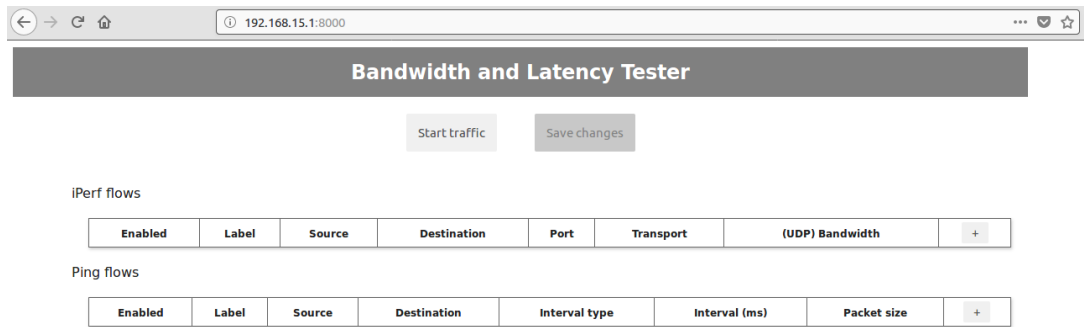 192.168.15.1:8000
Bandwidth and Latency Tester
Start traffic Save changes
iPerf flows
Enabled Label Source Destination Port Transport (UDP) Bandwidth +
Ping flows
Enabled Label Source Destination Interval type Interval (ms) Packet size +